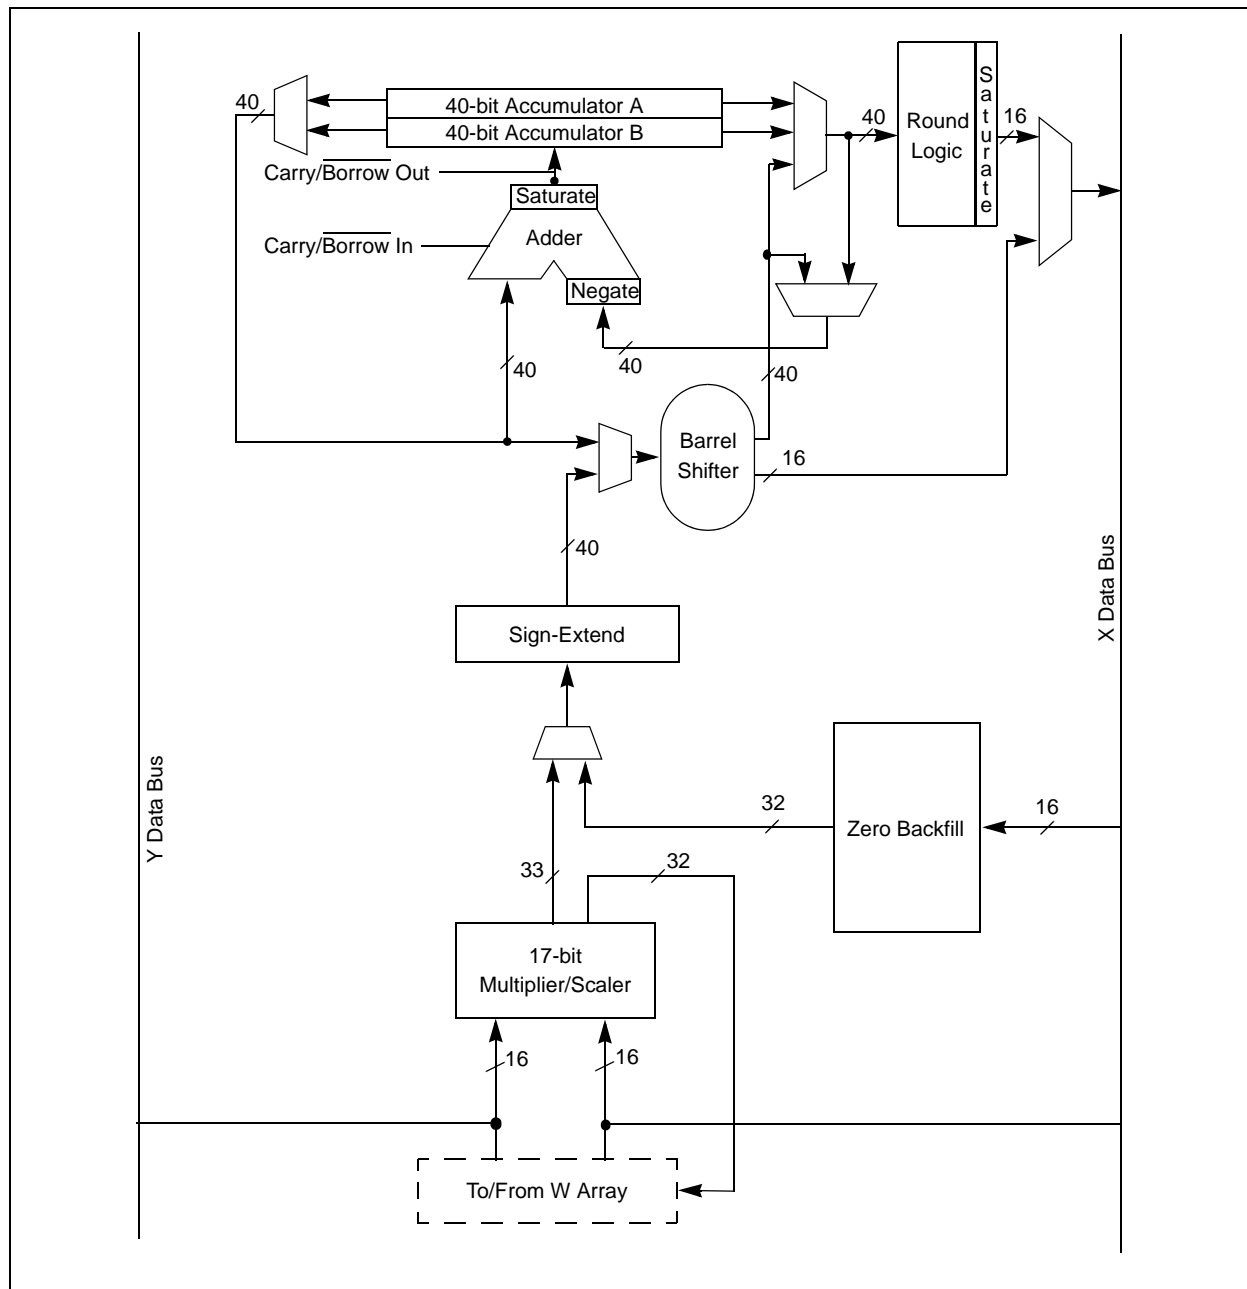 40
40-bit Accumulator A
40-bit Accumulator B
Carry/Borrow Out
Saturate
Carry/Borrow In
Adder
Negate
40
Round
Logic
Saturate
16
40
40
40
Barrel
Shifter
16
40
Sign-Extend
X Data Bus
Y Data Bus
32
Zero Backfill
16
33
32
17-bit
Multiplier/Scaler
16
16
To/From W Array